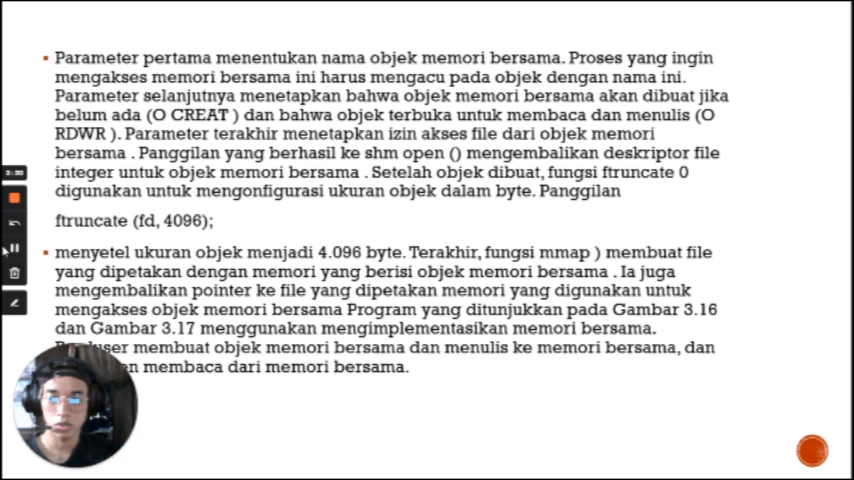 Parameter pertama menentukan nama objek memori bersama. Proses yang ingin
mengakses memori bersama ini harus mengacu pada objek dengan nama ini.
Parameter selanjutnya menetapkan bahwa objek memori bersama akan dibuat jika
belum ada (O CREAT ) dan bahwa objek terbuka untuk membaca dan menulis (O
RDWR ). Parameter terakhir menetapkan izin akses file dari objek memori
bersama . Panggilan yang berhasil ke shm open () mengembalikan deskriptor file
integer untuk objek memori bersama . Setelah objek dibuat, fungsi ftruncate 0
digunakan untuk mengonfigurasi ukuran objek dalam byte. Panggilan
ftruncate (fd, 4096);
menyetel ukuran objek menjadi 4.096 byte. Terakhir, fungsi mmap ) membuat file
yang dipetakan dengan memori yang berisi objek memori bersama . Ia juga
mengembalikan pointer ke file yang dipetakan memori yang digunakan untuk
mengakses objek memori bersama Program yang ditunjukkan pada Gambar 3.16
dan Gambar 3.17 menggunakan mengimplementasikan memori bersama.
membuat objek memori bersama dan menulis ke memori bersama, dan
membaca dari memori bersama.